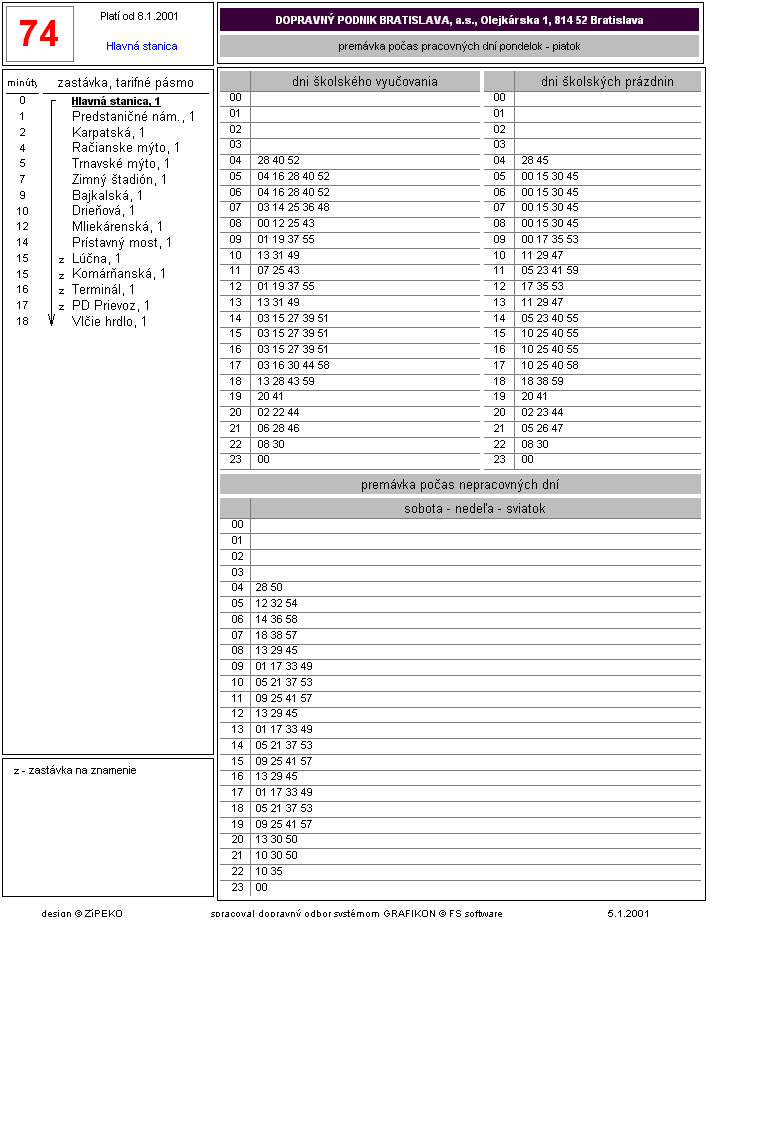 74
Platí od 8.1.2001
Hlavná stanica
DOPRAVNÝ PODNIK BRATISLAVA, a.s., Olejkárska 1, 814 52 Bratislava
premávka počas pracovných dní pondelok - piatok
minúty zastávka, tarifné pásmo
0 Hlavná stanica, 1
1 Predstaničné nám., 1
2 Karpatská, 1
4 Račianske mýto, 1
5 Trnavské mýto, 1
7 Zimný štadión, 1
9 Bajkalská, 1
10 Drieňová, 1
12 Mliekárenská, 1
14 Prístavný most, 1
15 z Lúčna, 1
15 z Komárňanská, 1
16 z Terminál, 1
17 z PD Prievoz, 1
18 Vlčie hrdlo, 1
z - zastávka na znamenie
dni školského vyučovania
00
01
02
03
04 28 40 52
05 04 16 28 40 52
06 04 16 28 40 52
07 03 14 25 36 48
08 00 12 25 43
09 01 19 37 55
10 13 31 49
11 07 25 43
12 01 19 37 55
13 13 31 49
14 03 15 27 39 51
15 03 15 27 39 51
16 03 15 27 39 51
17 03 16 30 44 58
18 13 28 43 59
19 20 41
20 02 22 44
21 06 28 46
22 08 30
23 00
dni školských prázdnin
00
01
02
03
04 28 45
05 00 15 30 45
06 00 15 30 45
07 00 15 30 45
08 00 15 30 45
09 00 17 35 53
10 11 29 47
11 05 23 41 59
12 17 35 53
13 11 29 47
14 05 23 40 55
15 10 25 40 55
16 10 25 40 55
17 10 25 40 58
18 18 38 59
19 20 41
20 02 23 44
21 05 26 47
22 08 30
23 00
premávka počas nepracovných dní
sobota - nedeľa - sviatok
00
01
02
03
04 28 50
05 12 32 54
06 14 36 58
07 18 38 57
08 13 29 45
09 01 17 33 49
10 05 21 37 53
11 09 25 41 57
12 13 29 45
13 01 17 33 49
14 05 21 37 53
15 09 25 41 57
16 13 29 45
17 01 17 33 49
18 05 21 37 53
19 09 25 41 57
20 13 30 50
21 10 30 50
22 10 35
23 00
design © ZiPEKO spracoval dopravný odbor systémom GRAFIKON © FS software 5.1.2001